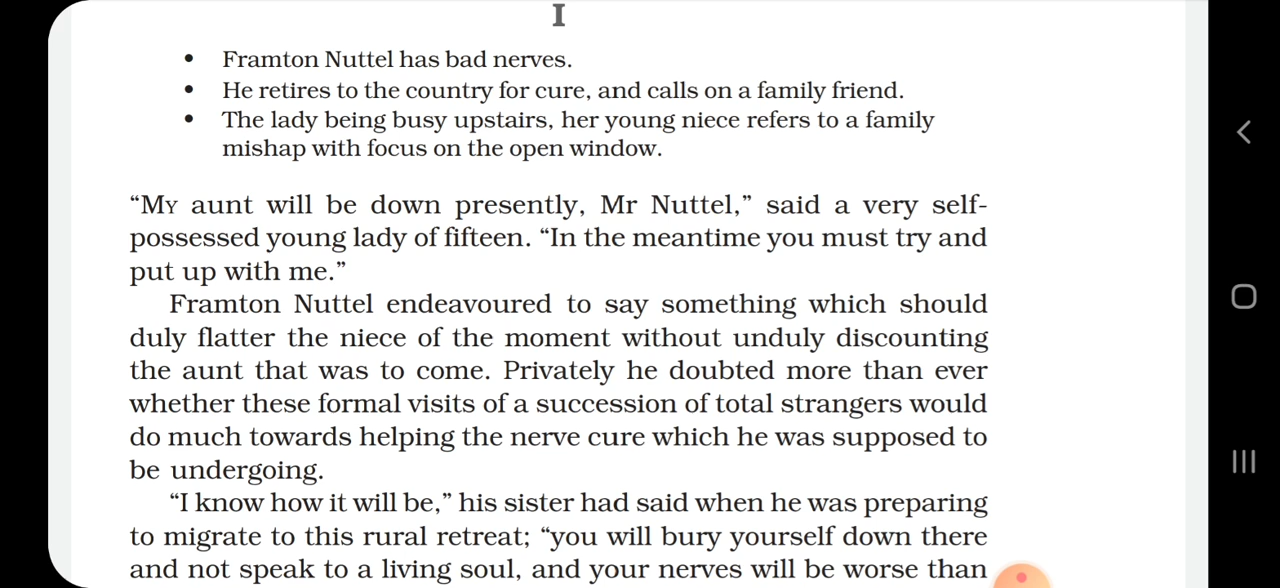 I
• Framton Nuttel has bad nerves.
• He retires to the country for cure, and calls on a family friend.
• The lady being busy upstairs, her young niece refers to a family
mishap with focus on the open window.
“MY aunt will be down presently, Mr Nuttel,” said a very self-
possessed young lady of fifteen. “In the meantime you must try and
put up with me.”
Framton Nuttel endeavoured to say something which should
duly flatter the niece of the moment without unduly discounting
the aunt that was to come. Privately he doubted more than ever
whether these formal visits of a succession of total strangers would
do much towards helping the nerve cure which he was supposed to
be undergoing.
“I know how it will be,” his sister had said when he was preparing
to migrate to this rural retreat; “you will bury yourself down there
and not speak to a living soul, and your nerves will be worse than